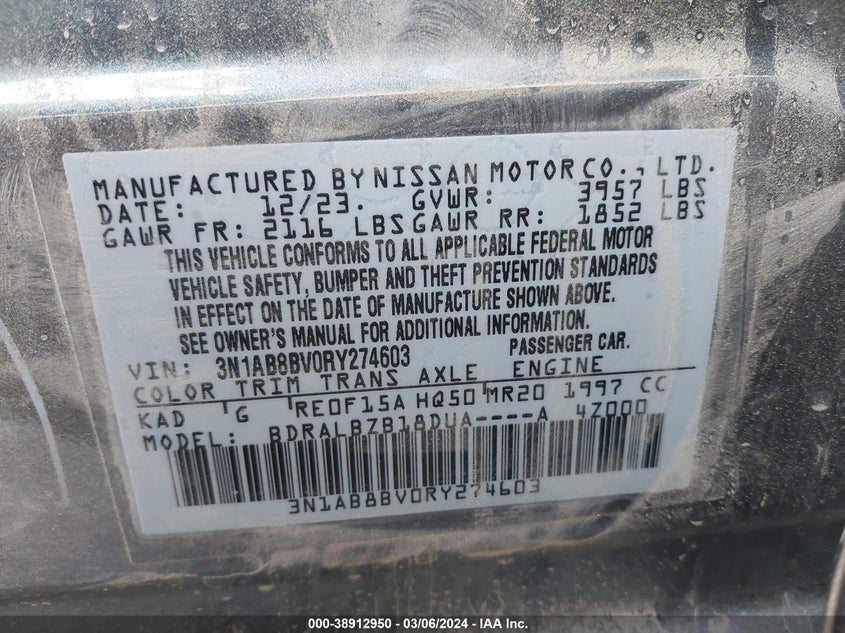 MANUFACTURED BY NISSAN MOTOR CO., LTD.
DATE: 12/23. GVWR: 3957 LBS
GAWR FR: 2116 LBS GAWR RR: 1852 LBS
THIS VEHICLE CONFORMS TO ALL APPLICABLE FEDERAL MOTOR
VEHICLE SAFETY, BUMPER AND THEFT PREVENTION STANDARDS
IN EFFECT ON THE DATE OF MANUFACTURE SHOWN ABOVE.
SEE OWNER'S MANUAL FOR ADDITIONAL INFORMATION.
VIN: 3N1AB8BV0RY274603 PASSENGER CAR.
COLOR TRIM TRANS AXLE ENGINE
KAD G RE0F15A HQ50 MR20 1997 CC
MODEL: BDRALBZB18DUA----A 4Z000
3N1AB8BV0RY274603
000-38912950 - 03/06/2024 - IAA Inc.